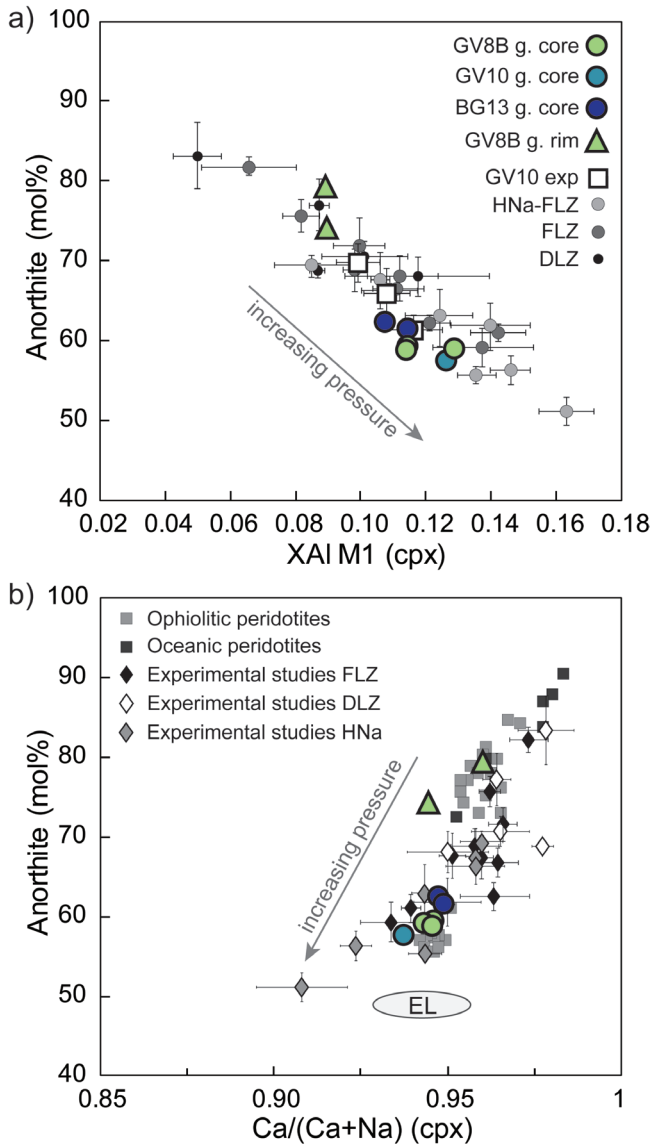 a)
100
90
80
70
60
50
40
Anorthite (mol%)
GV8B g. core
GV10 g. core
BG13 g. core
GV8B g. rim
GV10 exp
HNa-FLZ
FLZ
DLZ
increasing pressure
0.02 0.04 0.06 0.08 0.10 0.12 0.14 0.16 0.18
XAl M1 (cpx)
b)
100
90
80
70
60
50
40
Anorthite (mol%)
Ophiolitic peridotites
Oceanic peridotites
Experimental studies FLZ
Experimental studies DLZ
Experimental studies HNa
increasing pressure
EL
0.85 0.90 0.95 1
Ca/(Ca+Na) (cpx)